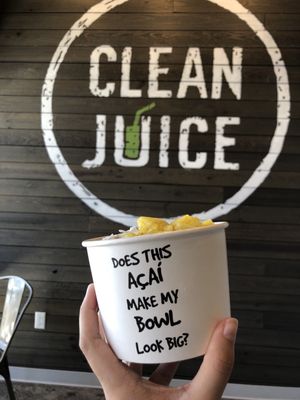 CLEAN
JUICE
DOES THIS
AÇAÍ
MAKE MY
BOWL
LOOK BIG?